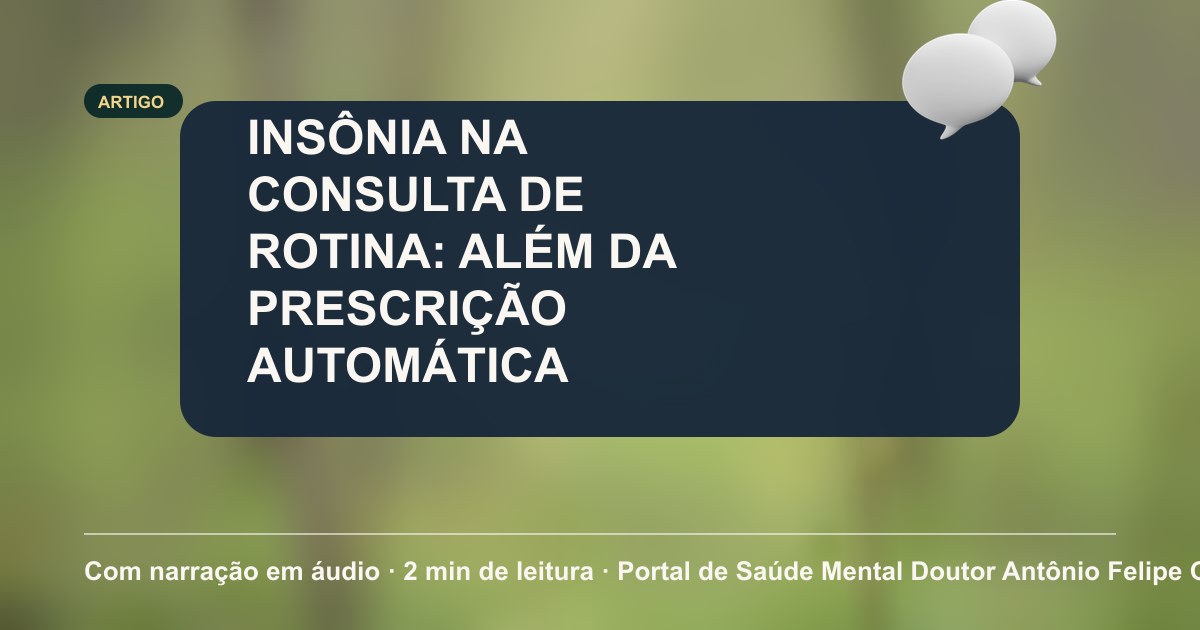 ARTIGO
INSÔNIA NA
CONSULTA DE
ROTINA: ALÉM DA
PRESCRIÇÃO
AUTOMÁTICA
Com narração em áudio · 2 min de leitura · Portal de Saúde Mental Doutor Antônio Felipe